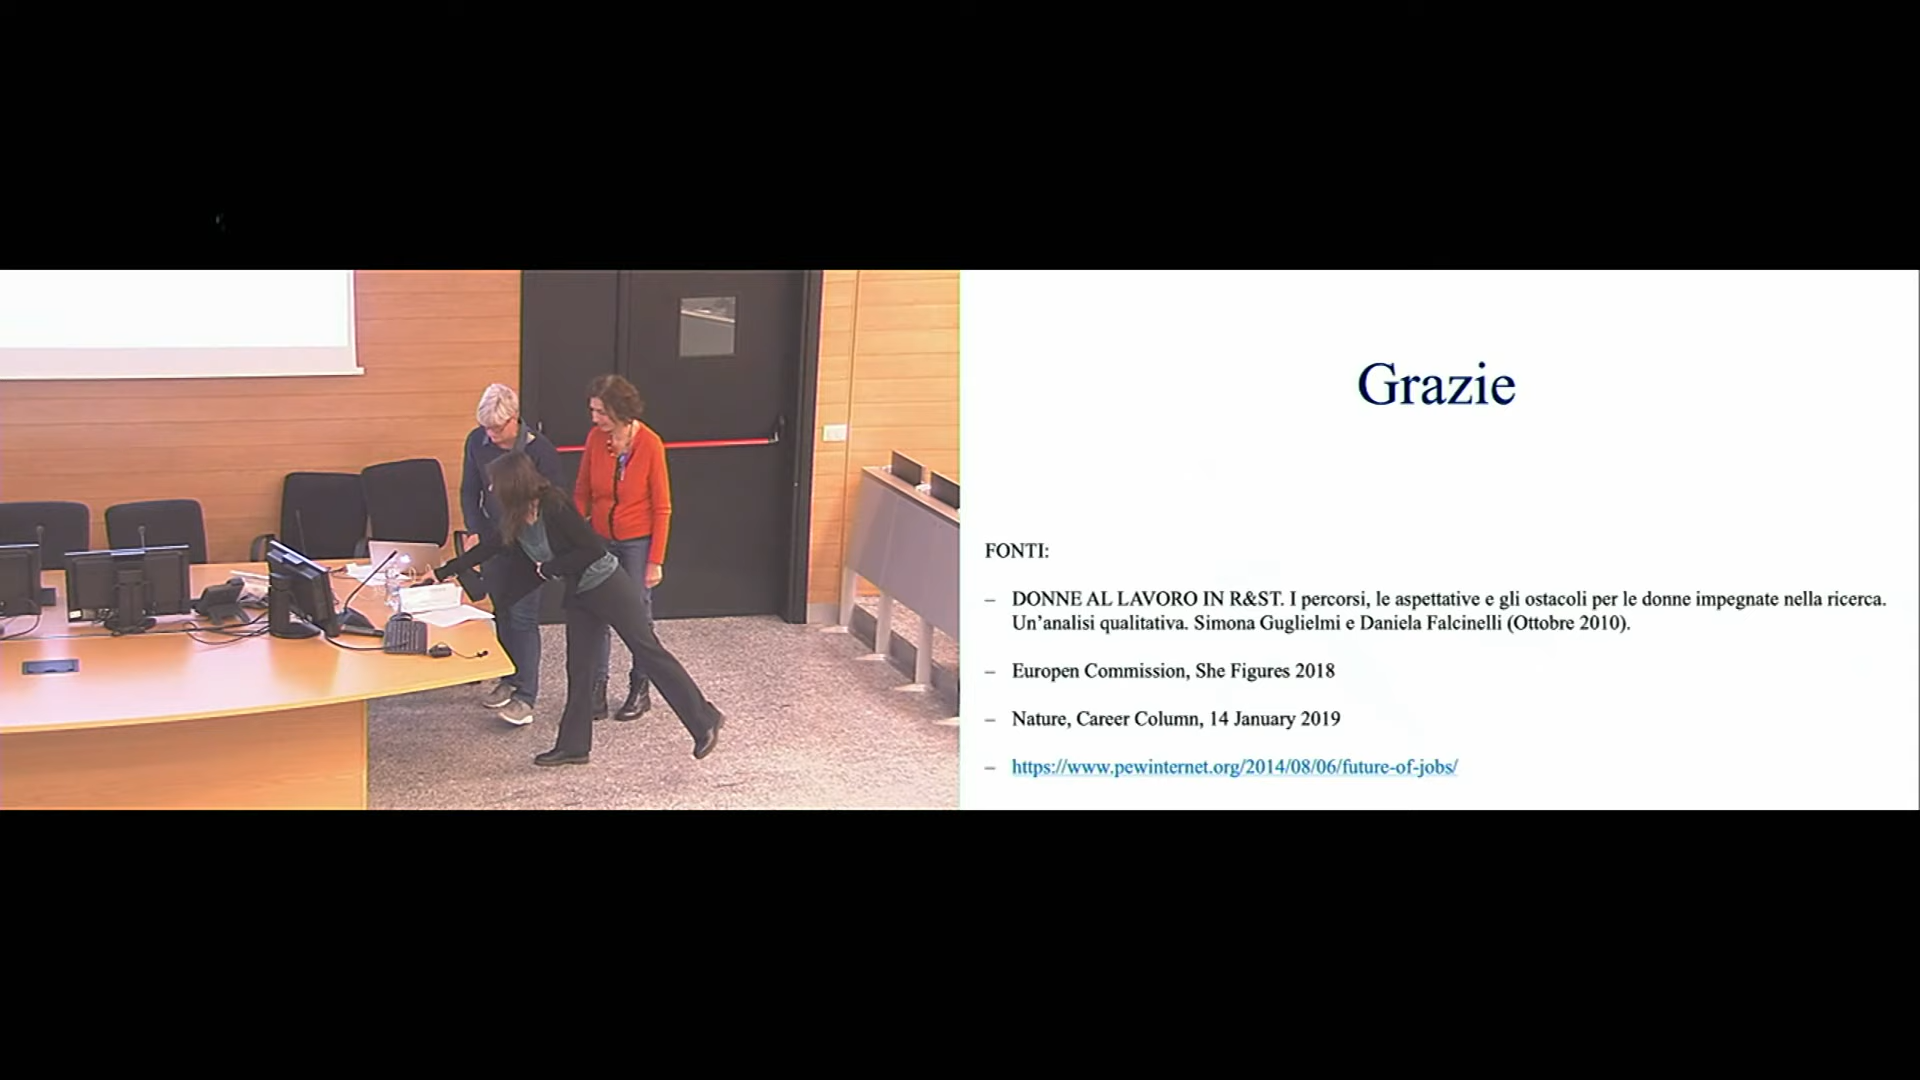 Grazie
FONTI:
– DONNE AL LAVORO IN R&ST. I percorsi, le aspettative e gli ostacoli per le donne impegnate nella ricerca.
Un'analisi qualitativa. Simona Guglielmi e Daniela Falcinelli (Ottobre 2010).
– Europen Commission, She Figures 2018
– Nature, Career Column, 14 January 2019
– https://www.pewinternet.org/2014/08/06/future-of-jobs/